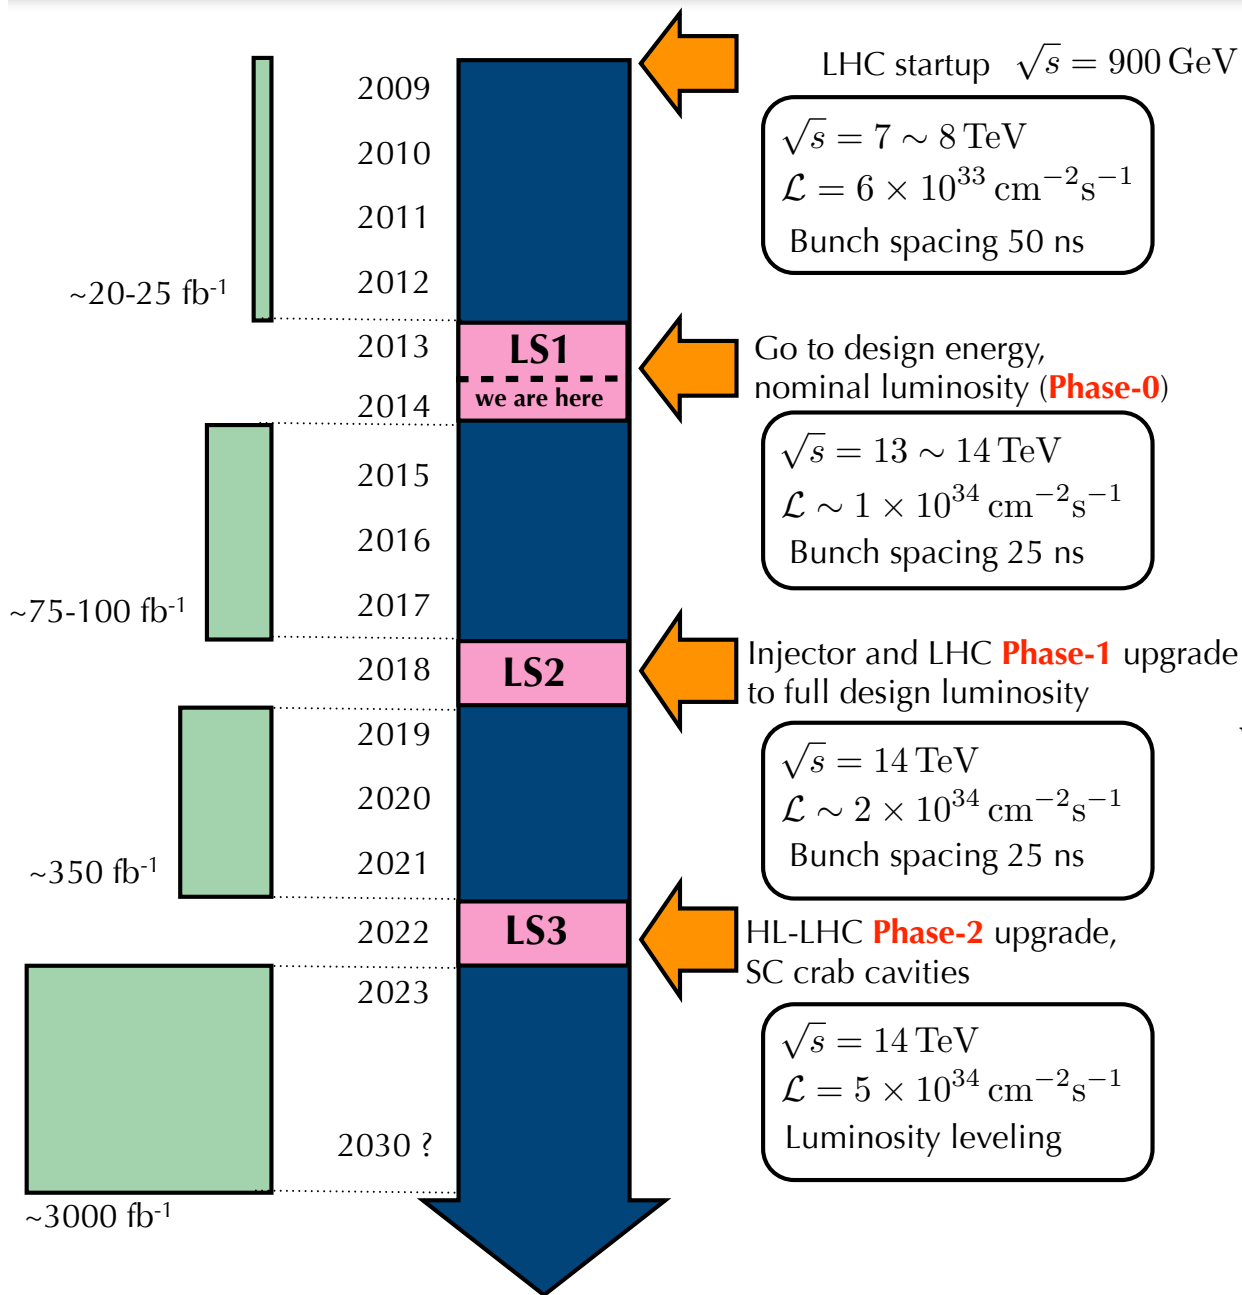 LHC startup √s = 900 GeV
2009
√s = 7 ∼ 8 TeV
2010
ℒ = 6 × 10³³ cm⁻²s⁻¹
2011
Bunch spacing 50 ns
2012
~20-25 fb⁻¹
2013
LS1
Go to design energy,
nominal luminosity (Phase-0)
we are here
2014
√s = 13 ∼ 14 TeV
2015
ℒ ∼ 1 × 10³⁴ cm⁻²s⁻¹
2016
Bunch spacing 25 ns
2017
~75-100 fb⁻¹
Injector and LHC Phase-1 upgrade
to full design luminosity
2018
LS2
2019
√s = 14 TeV
2020
ℒ ∼ 2 × 10³⁴ cm⁻²s⁻¹
2021
Bunch spacing 25 ns
~350 fb⁻¹
2022
LS3
HL-LHC Phase-2 upgrade,
SC crab cavities
2023
√s = 14 TeV
ℒ = 5 × 10³⁴ cm⁻²s⁻¹
Luminosity leveling
2030 ?
~3000 fb⁻¹